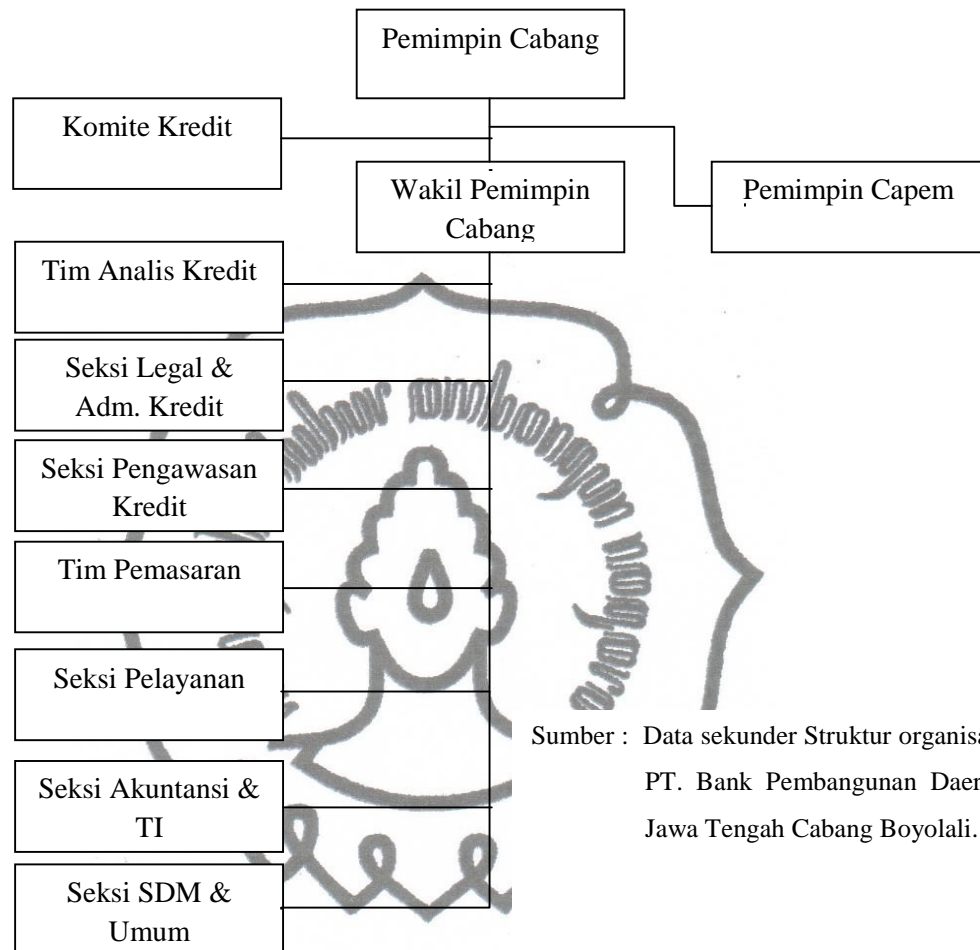 Pemimpin Cabang
Komite Kredit
Wakil Pemimpin
Cabang
Pemimpin Capem
Tim Analis Kredit
Seksi Legal &
Adm. Kredit
Seksi Pengawasan
Kredit
Tim Pemasaran
Seksi Pelayanan
Sumber : Data sekunder Struktur organisa
PT. Bank Pembangunan Daer
Jawa Tengah Cabang Boyolali.
Seksi Akuntansi &
TI
Seksi SDM &
Umum